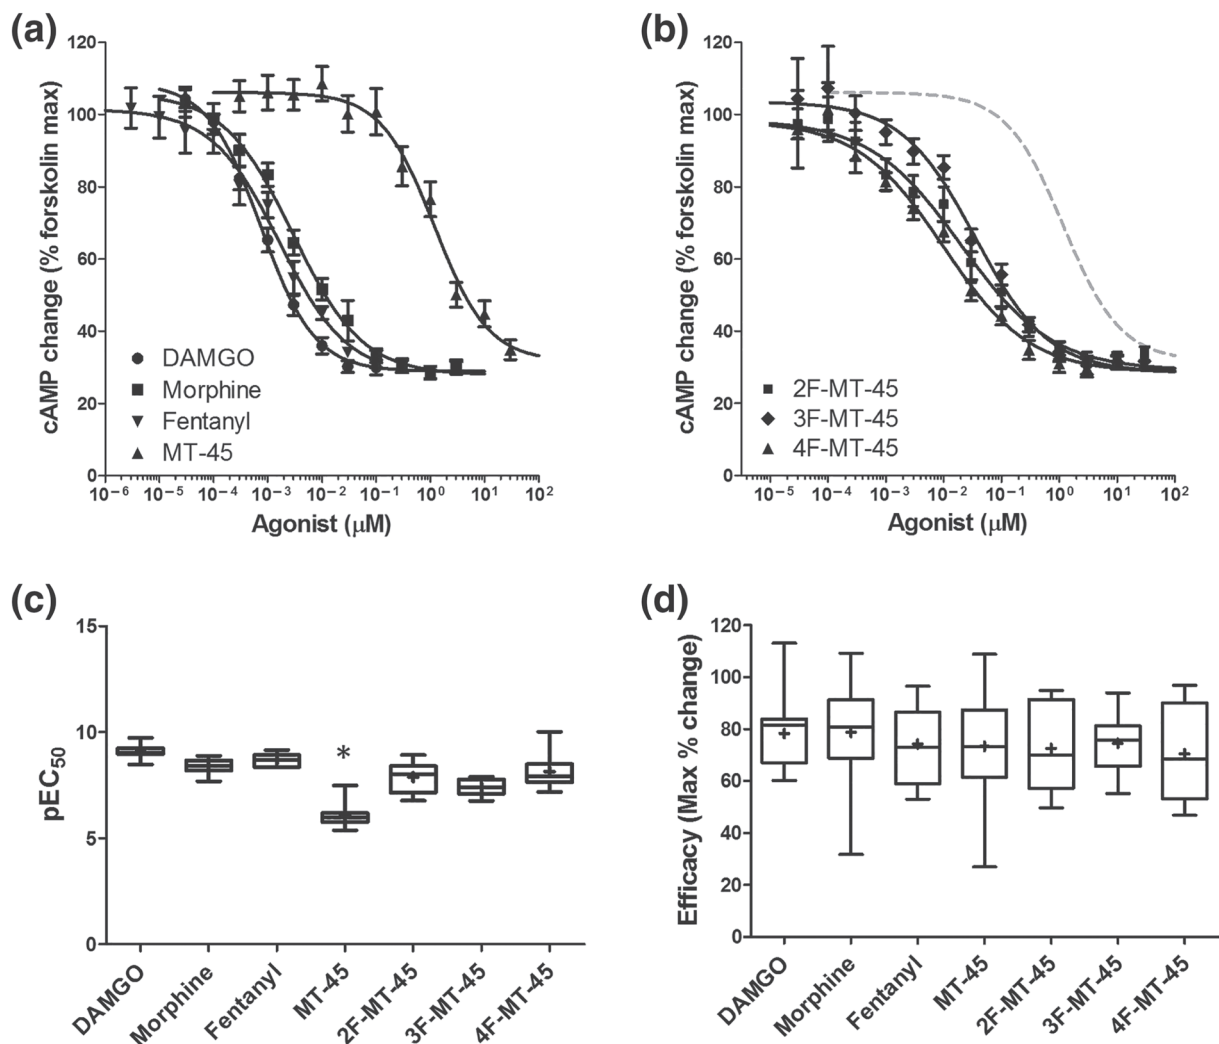 (a)
cAMP change (% forskolin max)
120
100
80
60
40
20
0
DAMGO
Morphine
Fentanyl
MT-45
10⁻⁶ 10⁻⁵ 10⁻⁴ 10⁻³ 10⁻² 10⁻¹ 10⁰ 10¹ 10²
Agonist (μM)
(b)
cAMP change (% forskolin max)
120
100
80
60
40
20
0
2F-MT-45
3F-MT-45
4F-MT-45
10⁻⁵ 10⁻⁴ 10⁻³ 10⁻² 10⁻¹ 10⁰ 10¹ 10²
Agonist (μM)
(c)
pEC₅₀
15
10
5
0
*
DAMGO
Morphine
Fentanyl
MT-45
2F-MT-45
3F-MT-45
4F-MT-45
(d)
Efficacy (Max % change)
120
100
80
60
40
20
0
DAMGO
Morphine
Fentanyl
MT-45
2F-MT-45
3F-MT-45
4F-MT-45